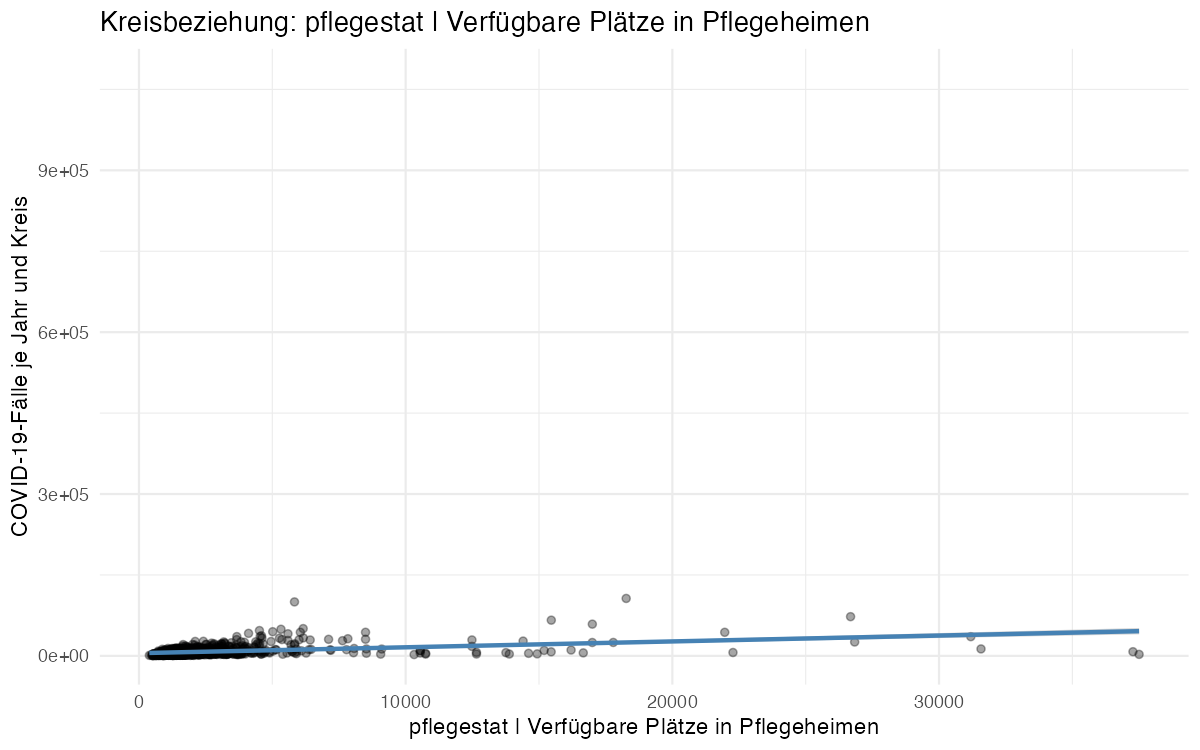 Kreisbeziehung: pflegestat | Verfügbare Plätze in Pflegeheimen
COVID-19-Fälle je Jahr und Kreis
9e+05
6e+05
3e+05
0e+00
0
10000
20000
30000
pflegestat | Verfügbare Plätze in Pflegeheimen